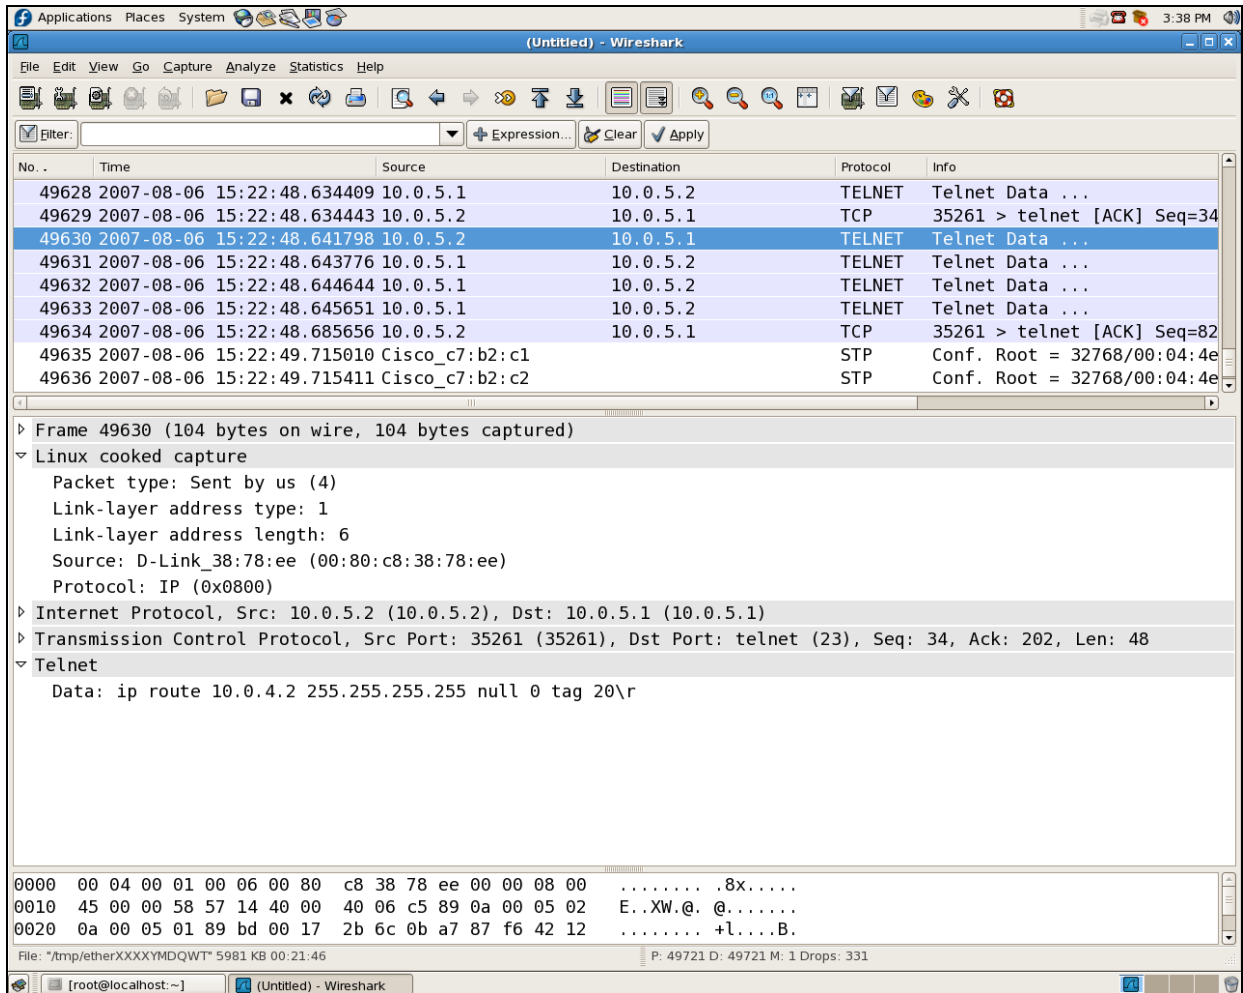 Applications Places System 3:38 PM
(Untitled) - Wireshark
File Edit View Go Capture Analyze Statistics Help
Filter: Expression... Clear Apply
No. . Time Source Destination Protocol Info
49628 2007-08-06 15:22:48.634409 10.0.5.1 10.0.5.2 TELNET Telnet Data ...
49629 2007-08-06 15:22:48.634443 10.0.5.2 10.0.5.1 TCP 35261 > telnet [ACK] Seq=34
49630 2007-08-06 15:22:48.641798 10.0.5.2 10.0.5.1 TELNET Telnet Data ...
49631 2007-08-06 15:22:48.643776 10.0.5.1 10.0.5.2 TELNET Telnet Data ...
49632 2007-08-06 15:22:48.644644 10.0.5.1 10.0.5.2 TELNET Telnet Data ...
49633 2007-08-06 15:22:48.645651 10.0.5.1 10.0.5.2 TELNET Telnet Data ...
49634 2007-08-06 15:22:48.685656 10.0.5.2 10.0.5.1 TCP 35261 > telnet [ACK] Seq=82
49635 2007-08-06 15:22:49.715010 Cisco_c7:b2:c1 STP Conf. Root = 32768/00:04:4e
49636 2007-08-06 15:22:49.715411 Cisco_c7:b2:c2 STP Conf. Root = 32768/00:04:4e
Frame 49630 (104 bytes on wire, 104 bytes captured)
Linux cooked capture
Packet type: Sent by us (4)
Link-layer address type: 1
Link-layer address length: 6
Source: D-Link_38:78:ee (00:80:c8:38:78:ee)
Protocol: IP (0x0800)
Internet Protocol, Src: 10.0.5.2 (10.0.5.2), Dst: 10.0.5.1 (10.0.5.1)
Transmission Control Protocol, Src Port: 35261 (35261), Dst Port: telnet (23), Seq: 34, Ack: 202, Len: 48
Telnet
Data: ip route 10.0.4.2 255.255.255.255 null 0 tag 20\r
0000 00 04 00 01 00 06 00 80 c8 38 78 ee 00 00 08 00 ........ .8x.....
0010 45 00 00 58 57 14 40 00 40 06 c5 89 0a 00 05 02 E..XW.@. @.......
0020 0a 00 05 01 89 bd 00 17 2b 6c 0b a7 87 f6 42 12 ........ +l....B.
File: "/tmp/etherXXXXYMDQWT" 5981 KB 00:21:46 P: 49721 D: 49721 M: 1 Drops: 331
[root@localhost:~] (Untitled) - Wireshark